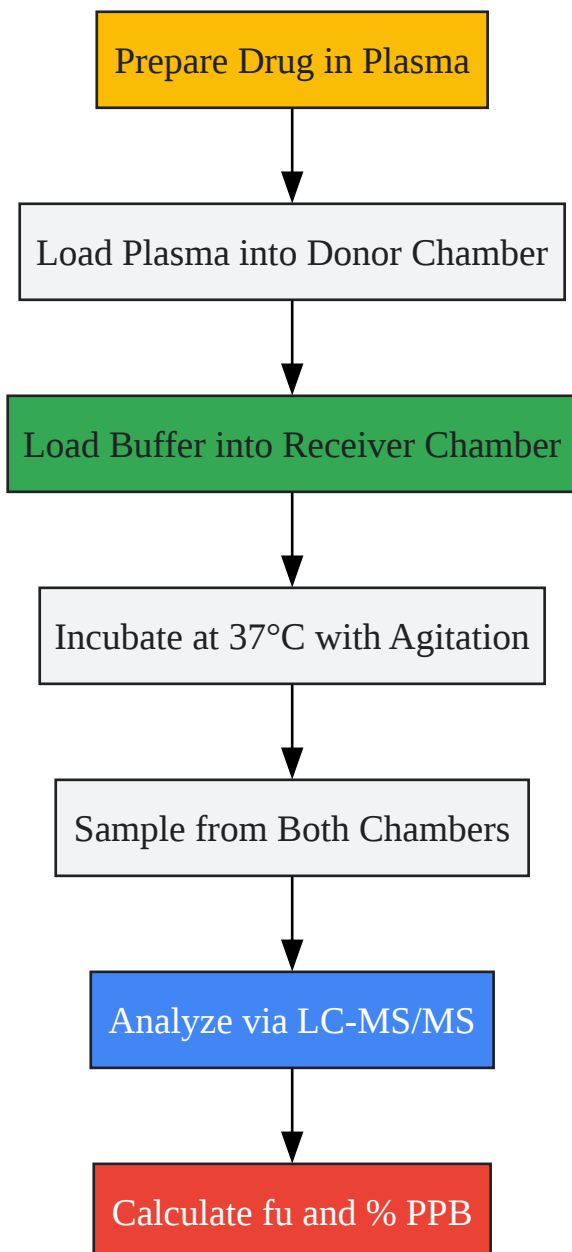 Prepare Drug in Plasma
Load Plasma into Donor Chamber
Load Buffer into Receiver Chamber
Incubate at 37°C with Agitation
Sample from Both Chambers
Analyze via LC-MS/MS
Calculate fu and % PPB